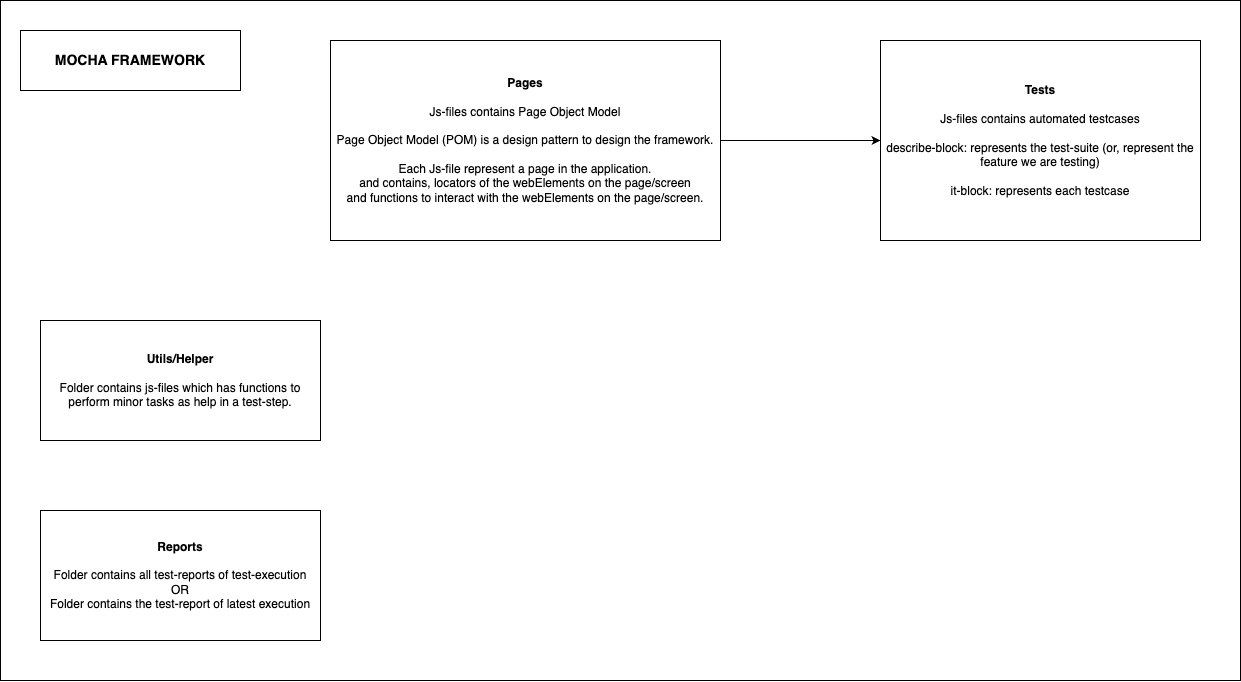 MOCHA FRAMEWORK
Pages
Js-files contains Page Object Model
Page Object Model (POM) is a design pattern to design the framework.
Each Js-file represent a page in the application.
and contains, locators of the webElements on the page/screen
and functions to interact with the webElements on the page/screen.
Tests
Js-files contains automated testcases
describe-block: represents the test-suite (or, represent the
feature we are testing)
it-block: represents each testcase
Utils/Helper
Folder contains js-files which has functions to
perform minor tasks as help in a test-step.
Reports
Folder contains all test-reports of test-execution
OR
Folder contains the test-report of latest execution